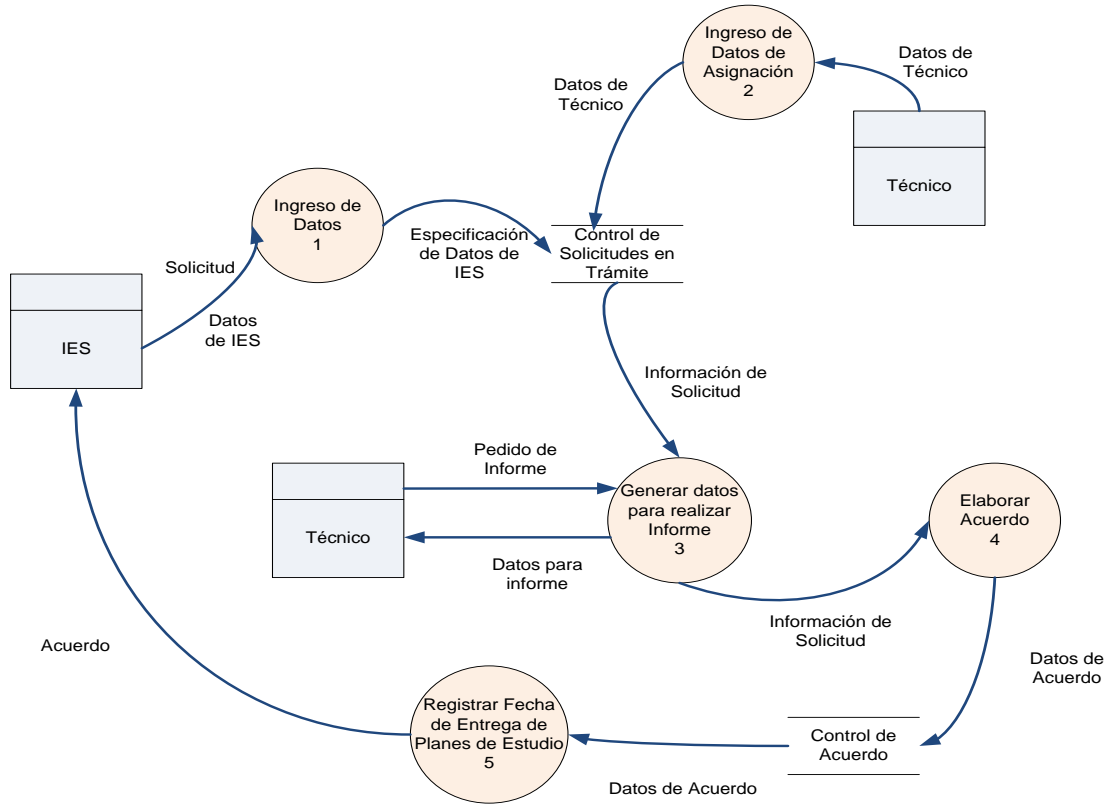 Ingreso de
Datos de
Asignación
2
Datos de
Técnico
Datos de
Técnico
Técnico
Ingreso de
Datos
1
Especificación
de Datos de
IES
Control de
Solicitudes en
Trámite
Solicitud
Datos
de IES
IES
Información de
Solicitud
Pedido de
Informe
Técnico
Generar datos
para realizar
Informe
3
Datos para
informe
Elaborar
Acuerdo
4
Información de
Solicitud
Datos de
Acuerdo
Acuerdo
Registrar Fecha
de Entrega de
Planes de Estudio
5
Control de
Acuerdo
Datos de Acuerdo